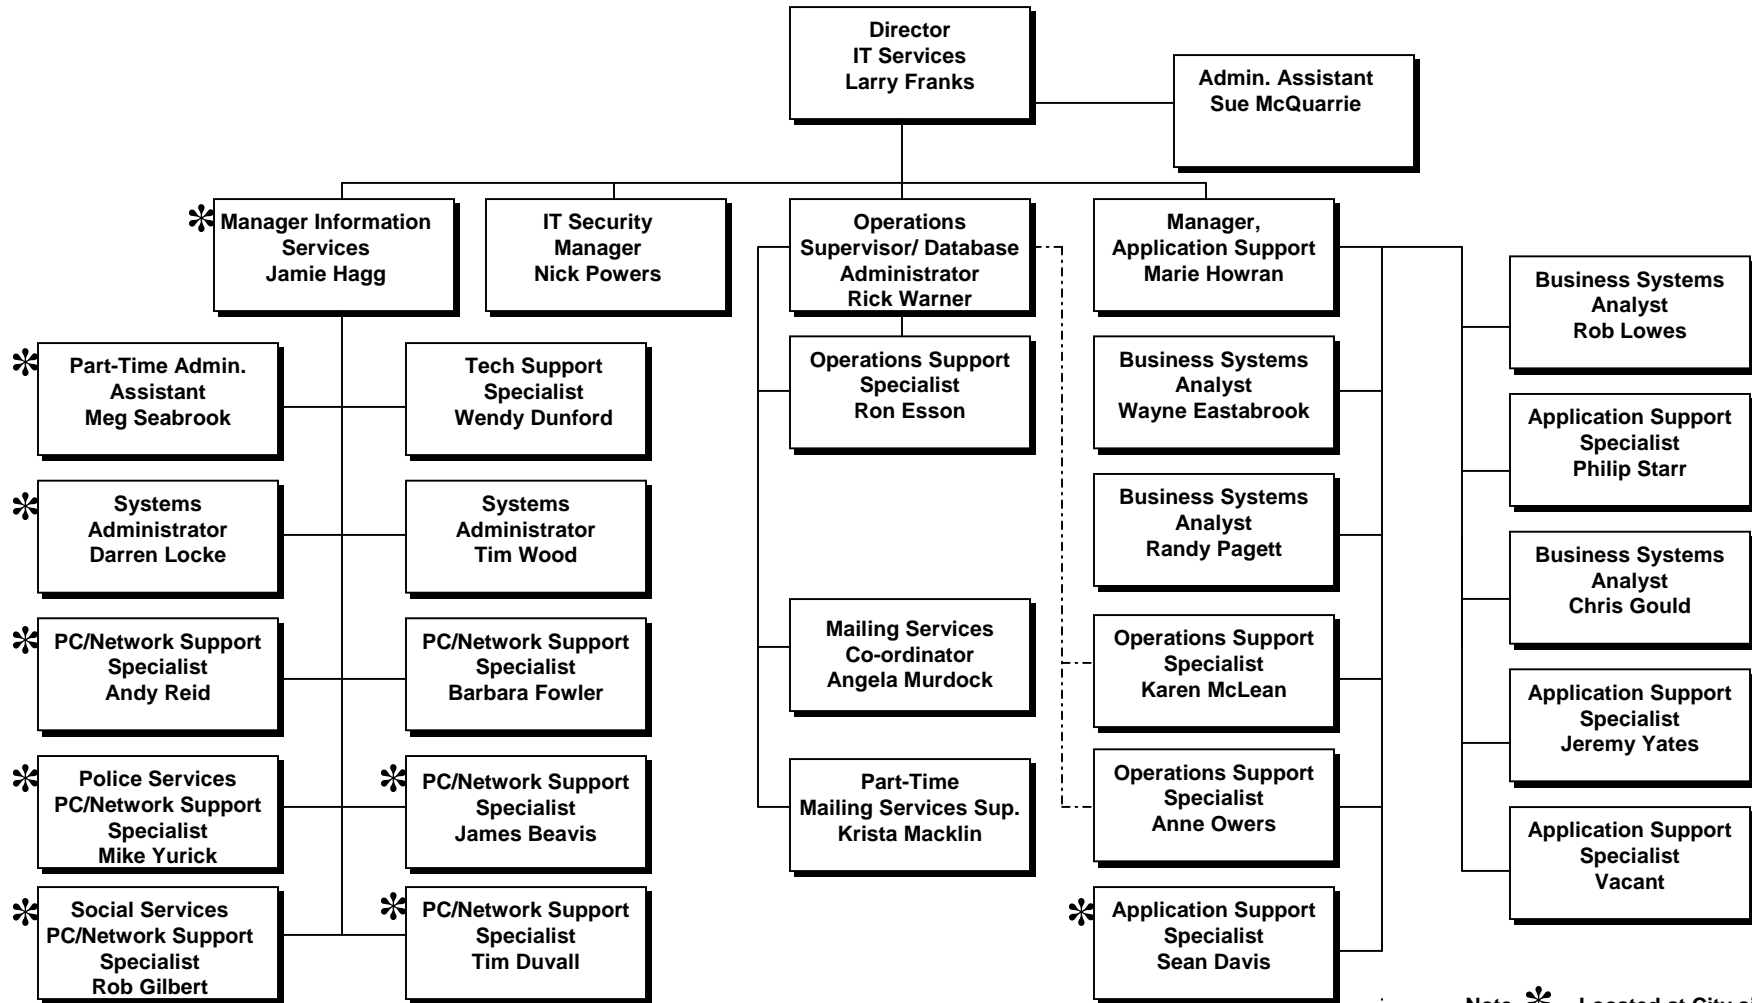 Director
IT Services
Larry Franks
Admin. Assistant
Sue McQuarrie
* Manager Information
Services
Jamie Hagg
IT Security
Manager
Nick Powers
Operations
Supervisor/ Database
Administrator
Rick Warner
Manager,
Application Support
Marie Howran
* Part-Time Admin.
Assistant
Meg Seabrook
Tech Support
Specialist
Wendy Dunford
* Systems
Administrator
Darren Locke
Systems
Administrator
Tim Wood
* PC/Network Support
Specialist
Andy Reid
PC/Network Support
Specialist
Barbara Fowler
* Police Services
PC/Network Support
Specialist
Mike Yurick
* PC/Network Support
Specialist
James Beavis
* Social Services
PC/Network Support
Specialist
Rob Gilbert
* PC/Network Support
Specialist
Tim Duvall
Operations Support
Specialist
Ron Esson
Mailing Services
Co-ordinator
Angela Murdock
Part-Time
Mailing Services Sup.
Krista Macklin
Business Systems
Analyst
Wayne Eastabrook
Business Systems
Analyst
Randy Pagett
Operations Support
Specialist
Karen McLean
Operations Support
Specialist
Anne Owers
* Application Support
Specialist
Sean Davis
Business Systems
Analyst
Rob Lowes
Application Support
Specialist
Philip Starr
Business Systems
Analyst
Chris Gould
Application Support
Specialist
Jeremy Yates
Application Support
Specialist
Vacant
Note * Located at City